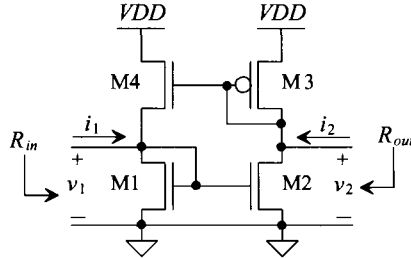 VDD VDD
M4 M3
i1 i2
Rin Rout
+ +
v1 M1 M2 v2
− −